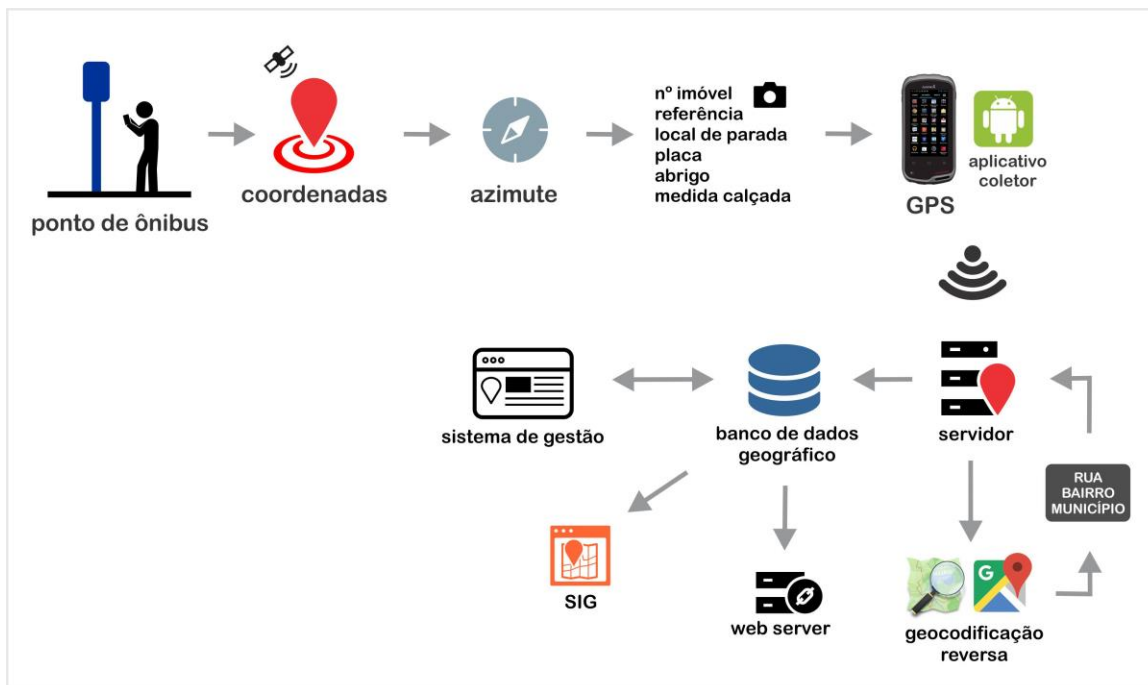 ponto de ônibus
coordenadas
azimute
nº imóvel
referência
local de parada
placa
abrigo
medida calçada
GPS
aplicativo
coletor
sistema de gestão
banco de dados
geográfico
servidor
RUA
BAIRRO
MUNICÍPIO
SIG
web server
G
geocodificação
reversa